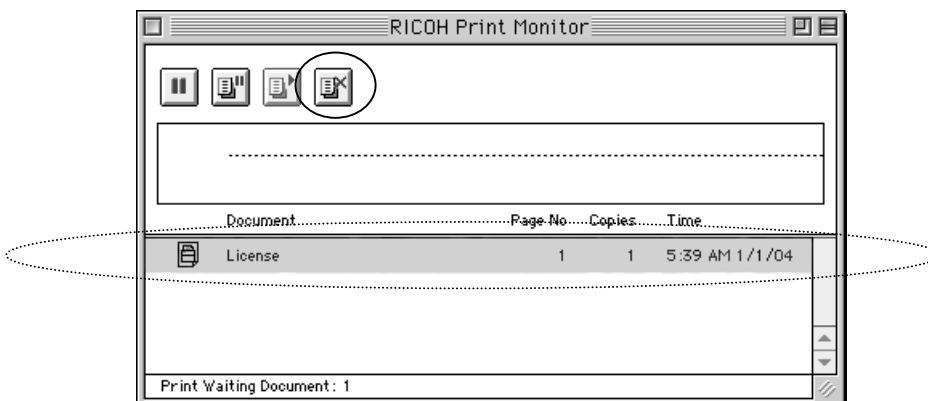 RICOH Print Monitor
Document Page No Copies Time
License 1 1 5:39 AM 1/1/04
Print Waiting Document: 1